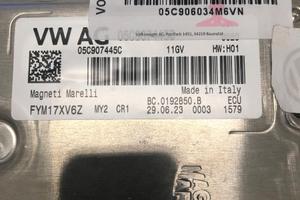 05C906034M6VN
Volkswagen AG, Postfach 1451, 34219 Baunatal
VW AG
05C907445C 11GV HW:H01
Magneti Marelli Made in Italy
FYM17XV6Z MY2 CR1 BC.0192850.B ECU
29.06.23 0003 1579